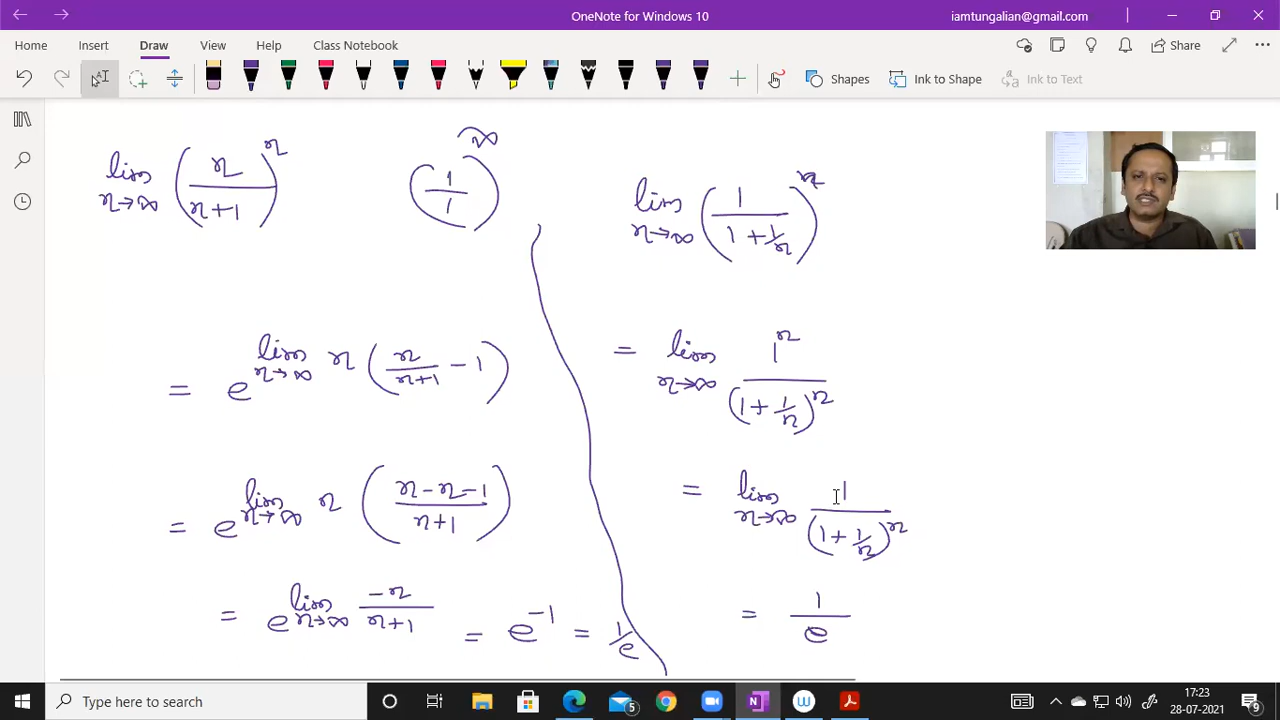 OneNote for Windows 10
iamtungalian@gmail.com
Home Insert Draw View Help Class Notebook
Share
Shapes
Ink to Shape
Ink to Text
lim n→∞ (n/(n+1))^n
(1/1)^∞
= e^(lim n→∞ n (n/(n+1) − 1))
= e^(lim n→∞ n ((n−n−1)/(n+1)))
= e^(lim n→∞ −n/(n+1)) = e^−1 = 1/e
lim n→∞ (1/(1+1/n))^n
= lim n→∞ 1^n/(1+1/n)^n
= lim n→∞ 1/(1+1/n)^n
= 1/e
Type here to search
5
17:23
28-07-2021
9